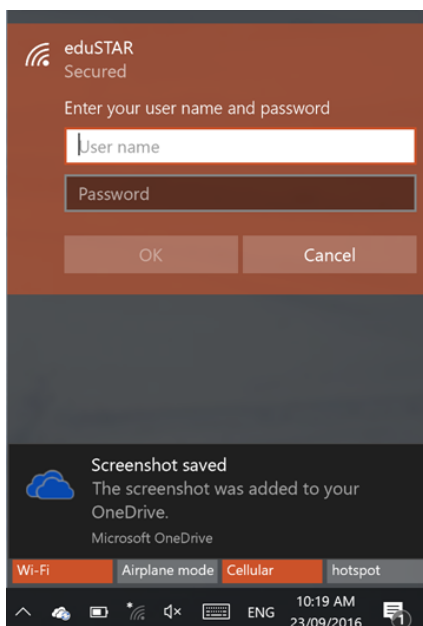 eduSTAR
Secured
Enter your user name and password
User name
Password
OK Cancel
Screenshot saved
The screenshot was added to your
OneDrive.
Microsoft OneDrive
Wi-Fi Airplane mode Cellular hotspot
ENG 10:19 AM
23/09/2016 1